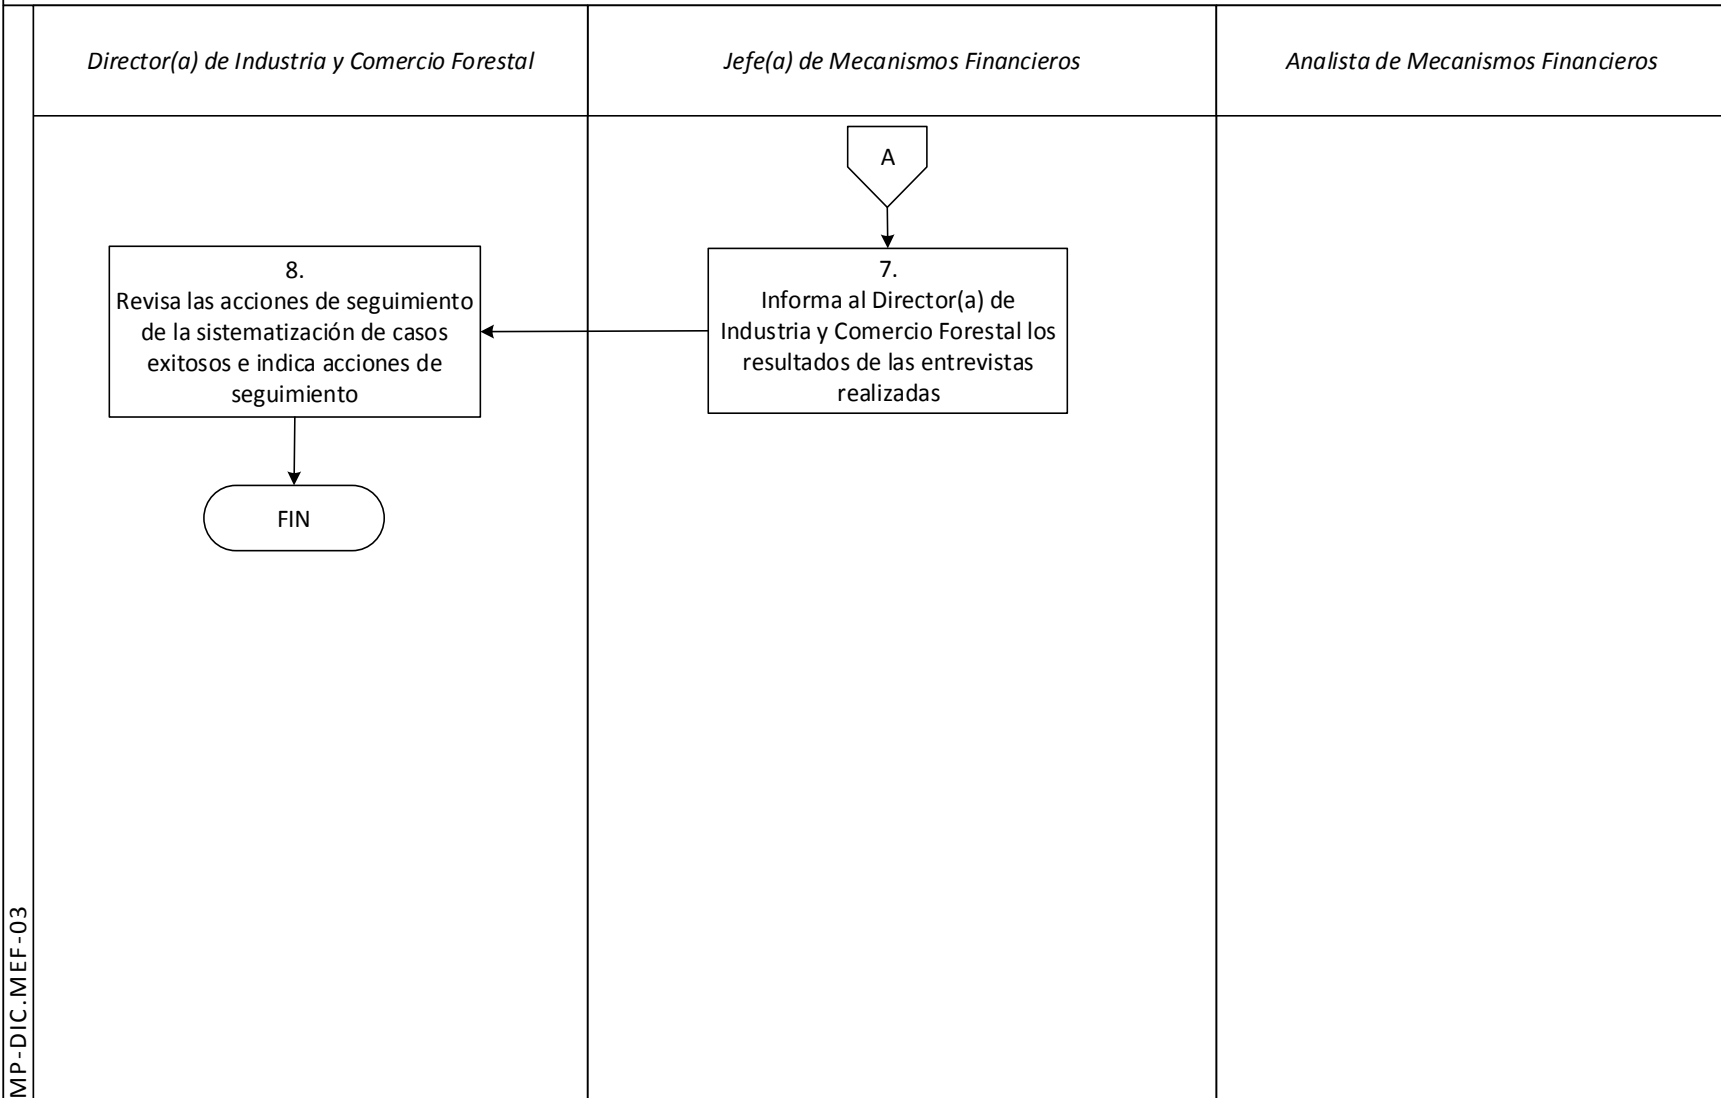 Director(a) de Industria y Comercio Forestal
Jefe(a) de Mecanismos Financieros
Analista de Mecanismos Financieros
A
7.
Informa al Director(a) de
Industria y Comercio Forestal los
resultados de las entrevistas
realizadas
8.
Revisa las acciones de seguimiento
de la sistematización de casos
exitosos e indica acciones de
seguimiento
FIN
MP-DIC.MEF-03